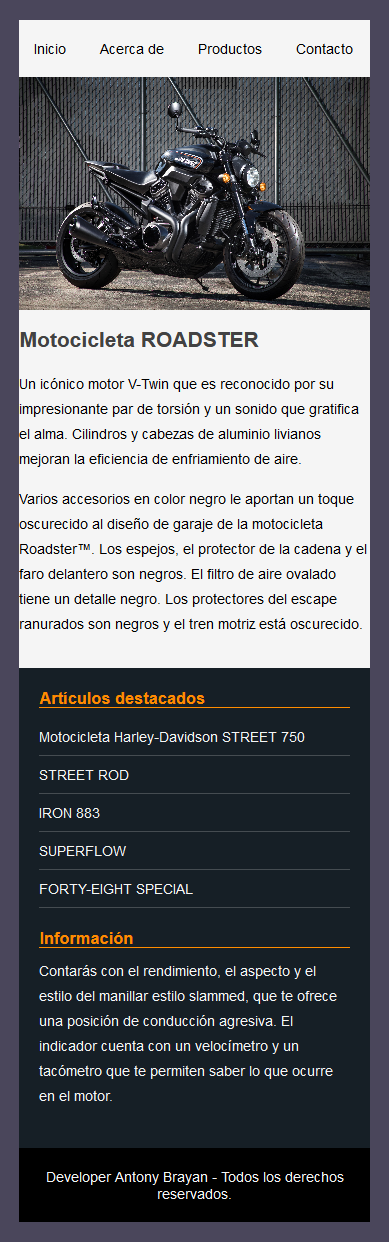 Inicio Acerca de Productos Contacto
Motocicleta ROADSTER
Un icónico motor V-Twin que es reconocido por su
impresionante par de torsión y un sonido que gratifica
el alma. Cilindros y cabezas de aluminio livianos
mejoran la eficiencia de enfriamiento de aire.
Varios accesorios en color negro le aportan un toque
oscurecido al diseño de garaje de la motocicleta
Roadster™. Los espejos, el protector de la cadena y el
faro delantero son negros. El filtro de aire ovalado
tiene un detalle negro. Los protectores del escape
ranurados son negros y el tren motriz está oscurecido.
Artículos destacados
Motocicleta Harley-Davidson STREET 750
STREET ROD
IRON 883
SUPERFLOW
FORTY-EIGHT SPECIAL
Información
Contarás con el rendimiento, el aspecto y el
estilo del manillar estilo slammed, que te ofrece
una posición de conducción agresiva. El
indicador cuenta con un velocímetro y un
tacómetro que te permiten saber lo que ocurre
en el motor.
Developer Antony Brayan - Todos los derechos
reservados.